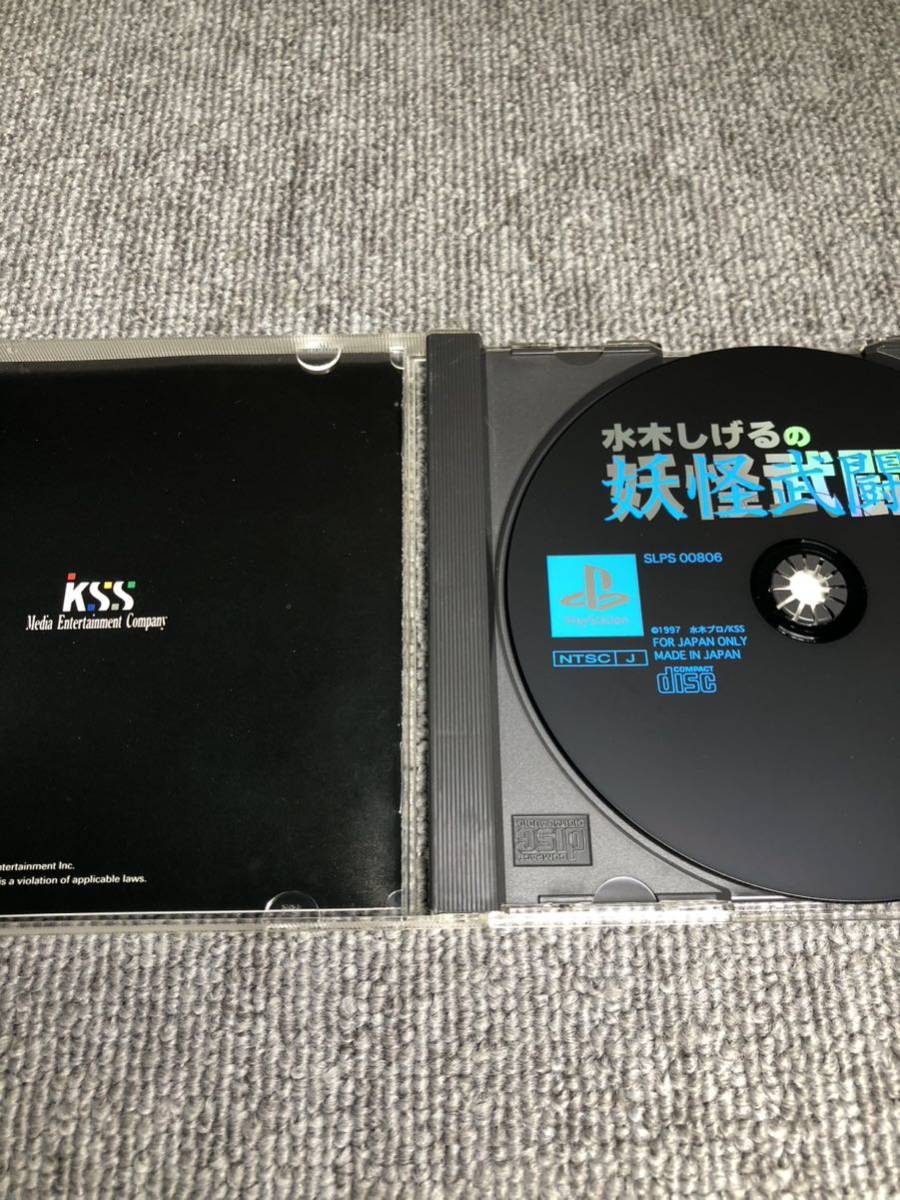 KSS
Media Entertainment Company
ntertainment Inc.
is a violation of applicable laws.
水木しげるの
妖怪武闘
SLPS 00806
PlayStation
©1997 水木プロ/KSS
FOR JAPAN ONLY
NTSC J
MADE IN JAPAN
COMPACT
disc